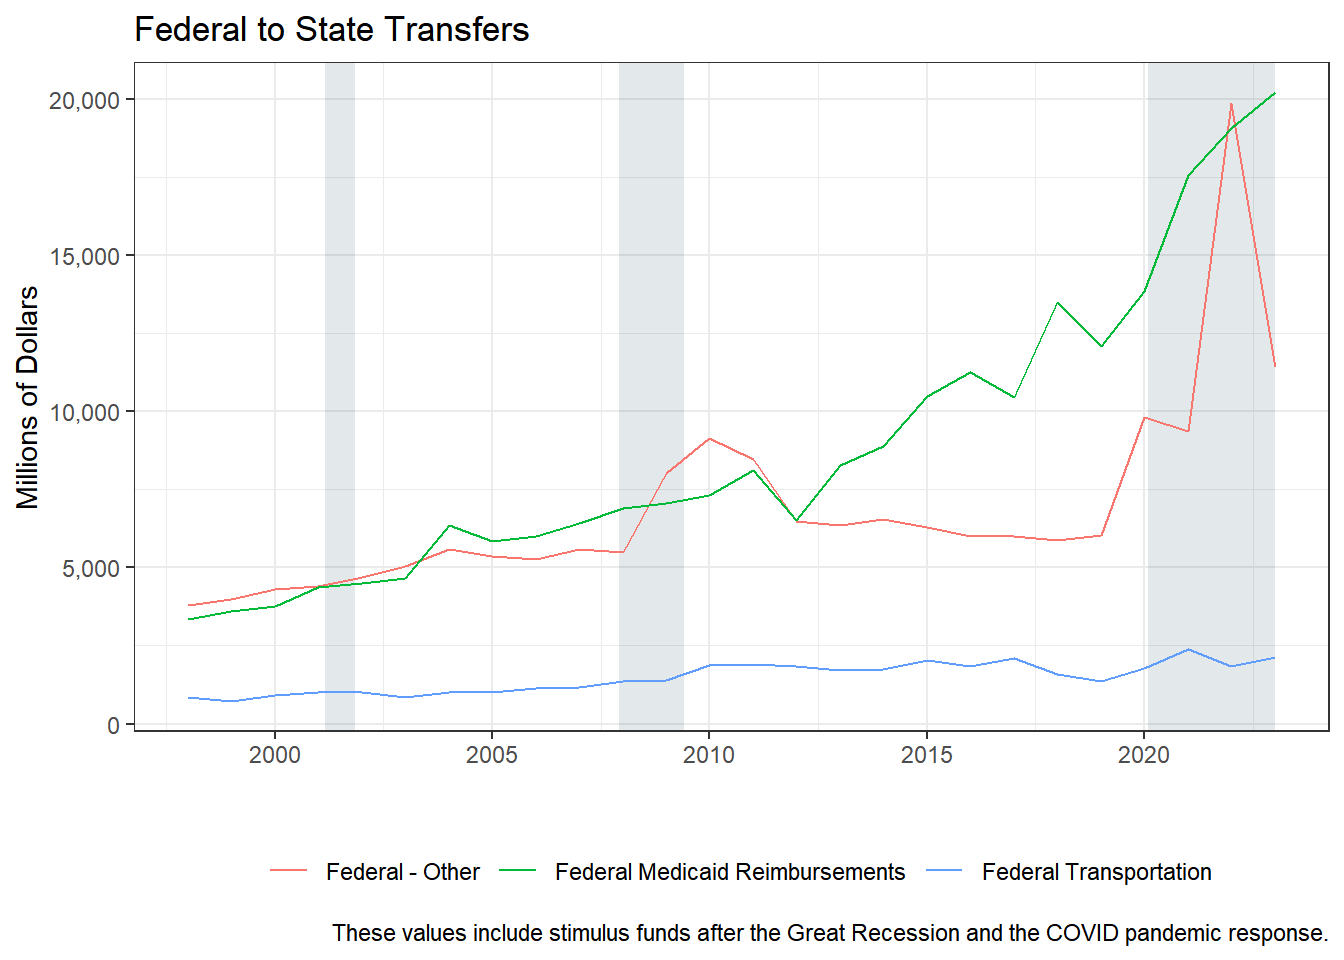 Federal to State Transfers
Millions of Dollars
20,000
15,000
10,000
5,000
0
2000 2005 2010 2015 2020
Federal - Other Federal Medicaid Reimbursements Federal Transportation
These values include stimulus funds after the Great Recession and the COVID pandemic response.